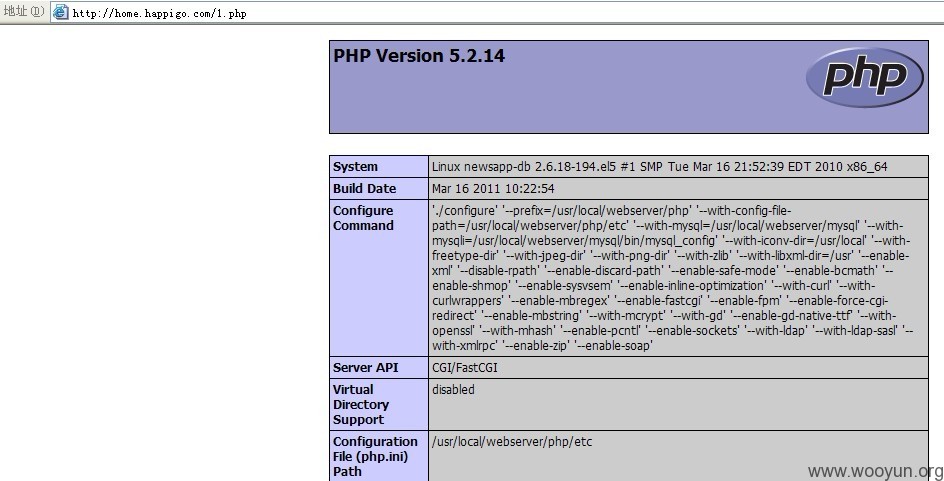 地址(D) http://home.happigo.com/1.php
PHP Version 5.2.14
php
System Linux newsapp-db 2.6.18-194.el5 #1 SMP Tue Mar 16 21:52:39 EDT 2010 x86_64
Build Date Mar 16 2011 10:22:54
Configure Command './configure' '--prefix=/usr/local/webserver/php' '--with-config-file-
path=/usr/local/webserver/php/etc' '--with-mysql=/usr/local/webserver/mysql' '--with-
mysqli=/usr/local/webserver/mysql/bin/mysql_config' '--with-iconv-dir=/usr/local' '--with-
freetype-dir' '--with-jpeg-dir' '--with-png-dir' '--with-zlib' '--with-libxml-dir=/usr' '--enable-
xml' '--disable-rpath' '--enable-discard-path' '--enable-safe-mode' '--enable-bcmath' '--
enable-shmop' '--enable-sysvsem' '--enable-inline-optimization' '--with-curl' '--with-
curlwrappers' '--enable-mbregex' '--enable-fastcgi' '--enable-fpm' '--enable-force-cgi-
redirect' '--enable-mbstring' '--with-mcrypt' '--with-gd' '--enable-gd-native-ttf' '--with-
openssl' '--with-mhash' '--enable-pcntl' '--enable-sockets' '--with-ldap' '--with-ldap-sasl' '--
with-xmlrpc' '--enable-zip' '--enable-soap'
Server API CGI/FastCGI
Virtual Directory Support disabled
Configuration File (php.ini) Path /usr/local/webserver/php/etc
www.wooyun.org